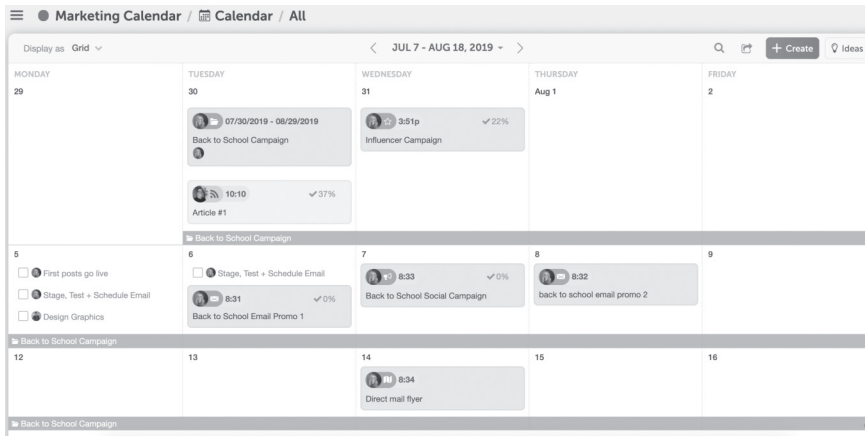 Marketing Calendar / Calendar / All
Display as Grid
JUL 7 - AUG 18, 2019
+ Create
Ideas
MONDAY TUESDAY WEDNESDAY THURSDAY FRIDAY
29 30 31 Aug 1 2
07/30/2019 - 08/29/2019
Back to School Campaign
3:51p 22%
Influencer Campaign
10:10 37%
Article #1
Back to School Campaign
5 6 7 8 9
First posts go live
Stage, Test + Schedule Email
Design Graphics
Stage, Test + Schedule Email
8:31 0%
Back to School Email Promo 1
8:33 0%
Back to School Social Campaign
8:32
back to school email promo 2
Back to School Campaign
12 13 14 15 16
8:34
Direct mail flyer
Back to School Campaign